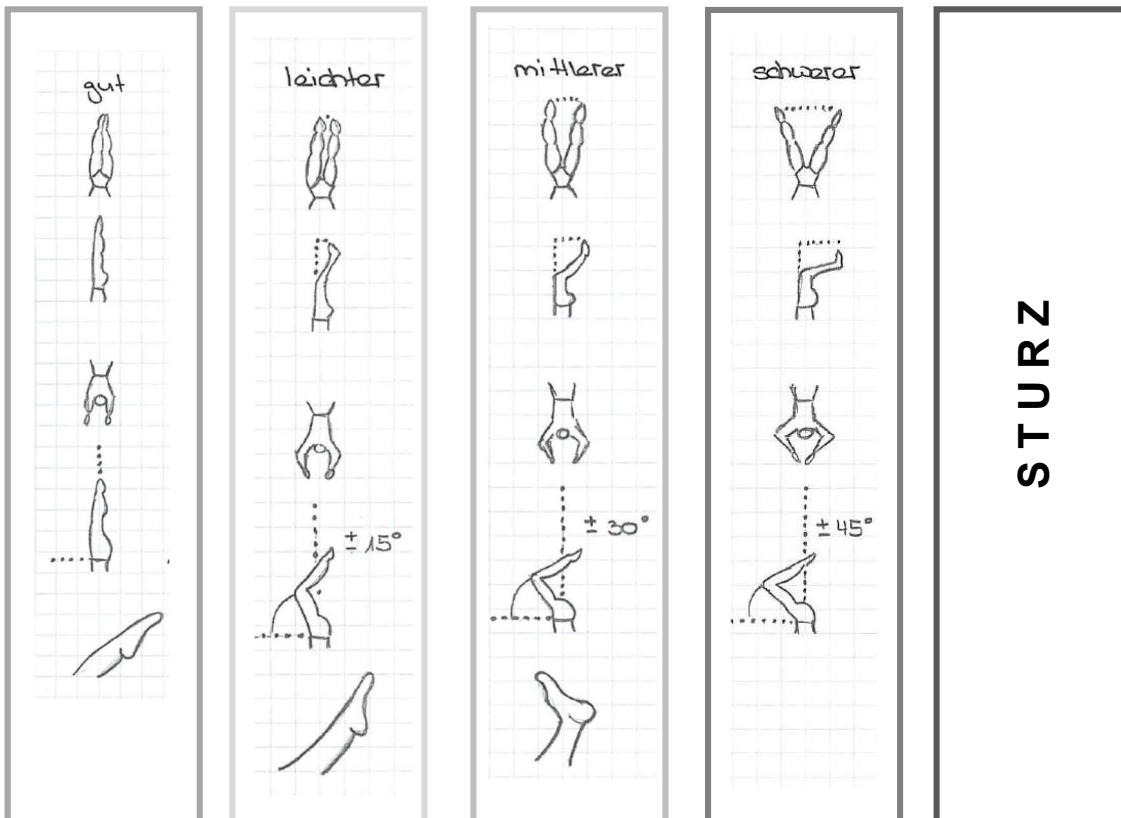 gut
leichter
mittlerer
schwerer
± 15°
± 30°
± 45°
STURZ